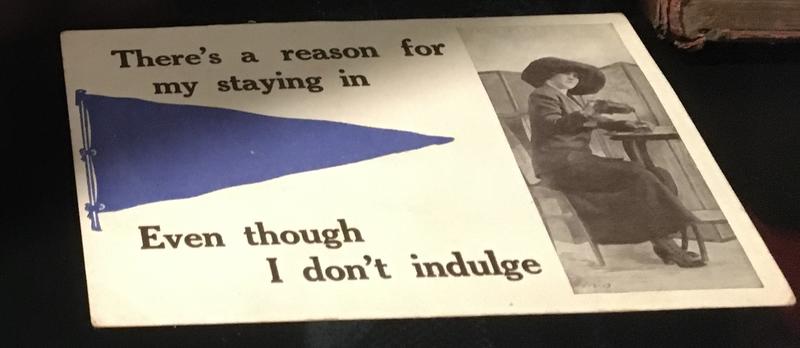 There's a reason for
my staying in
Even though
I don't indulge